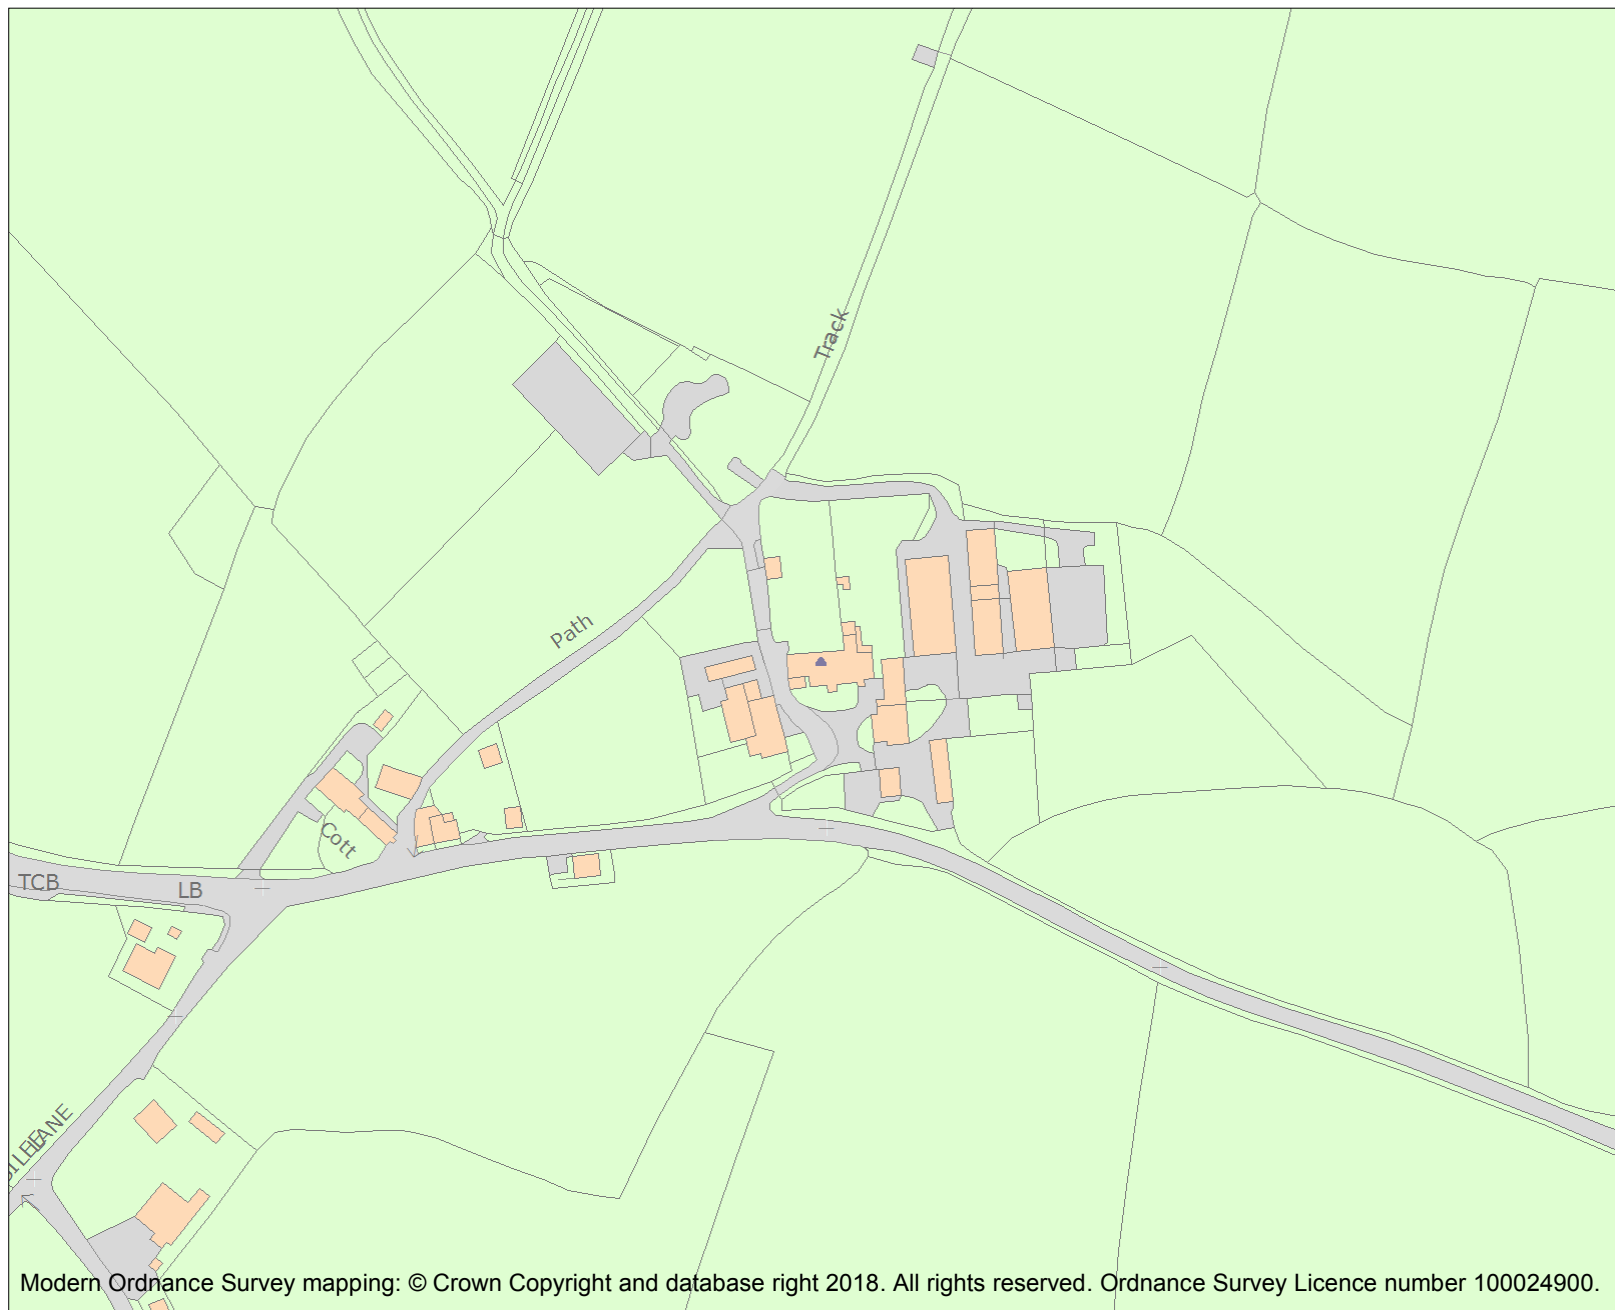 Track
Path
Cott
TCB
LB
LANE
Modern Ordnance Survey mapping: © Crown Copyright and database right 2018. All rights reserved. Ordnance Survey Licence number 100024900.